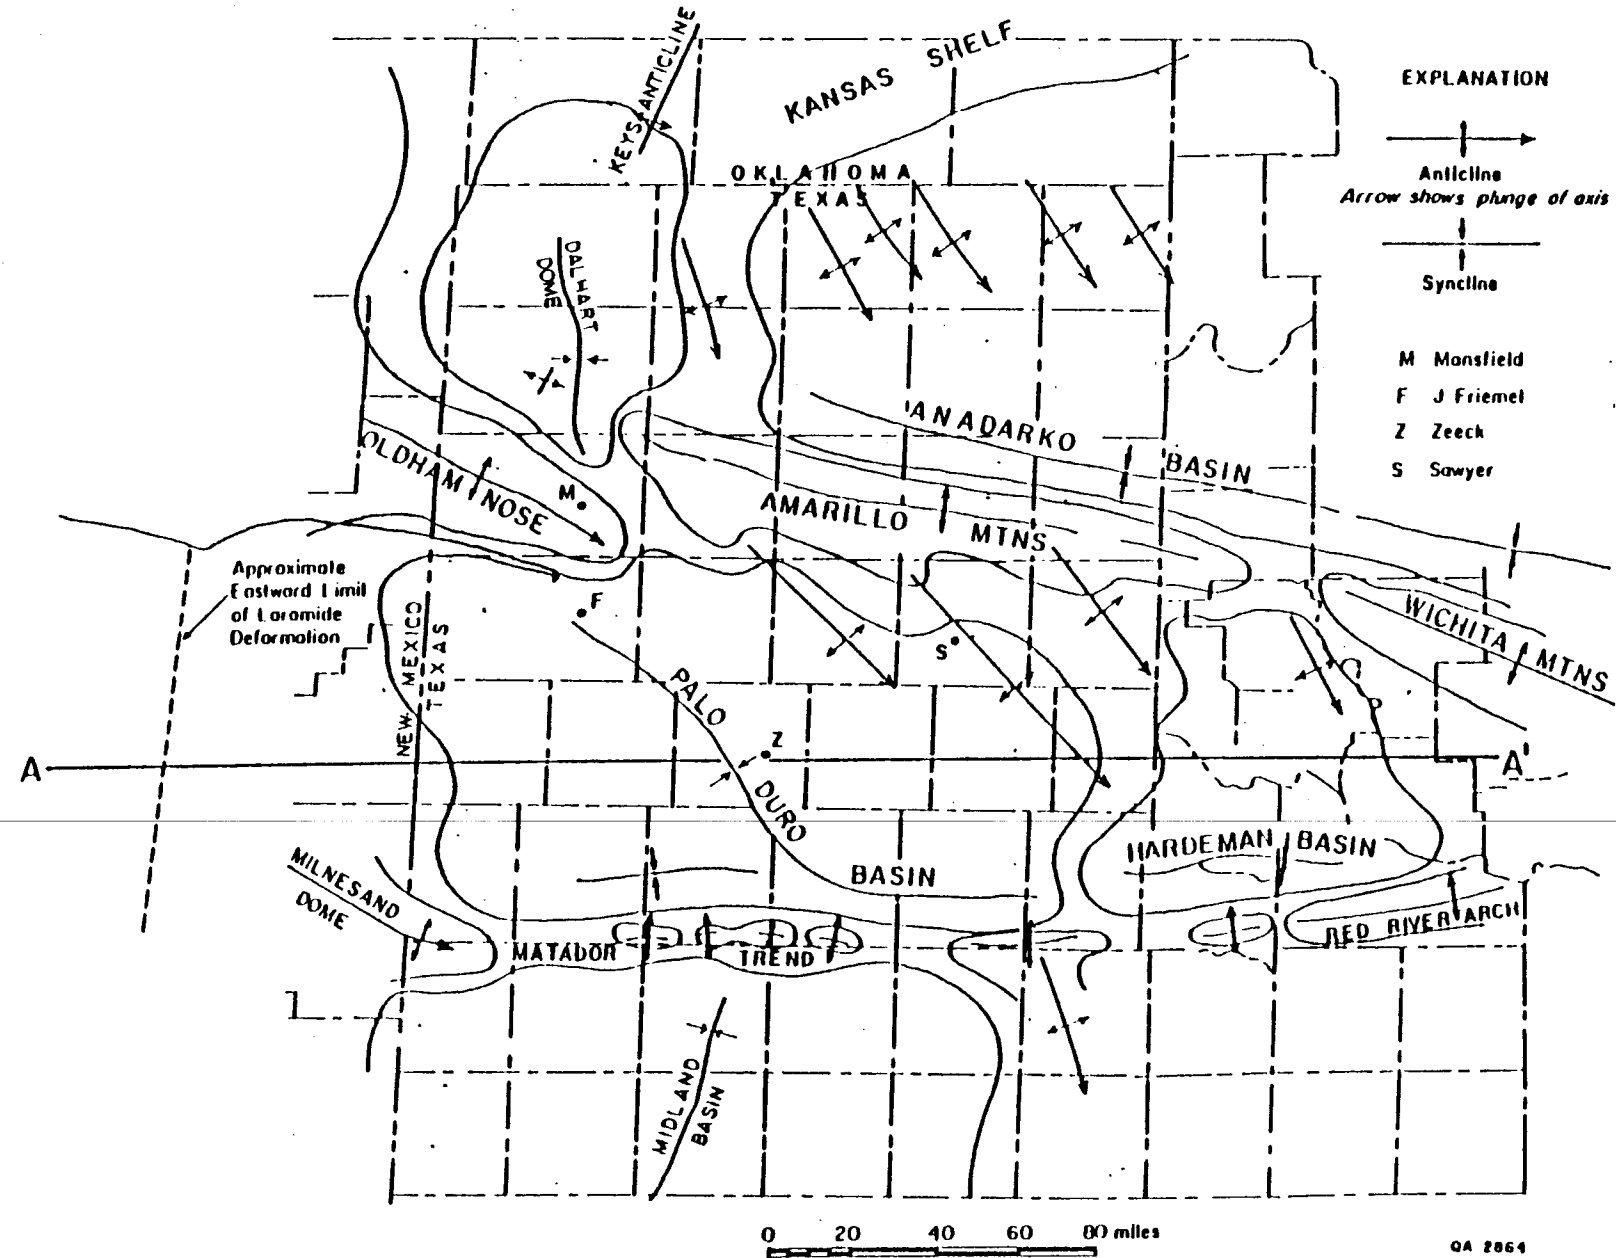 KEYS ANTICLINE
KANSAS SHELF
OKLAHOMA
TEXAS
DALHART
DOME
EXPLANATION
Anticline
Arrow shows plunge of axis
Syncline
M Mansfield
F J Friemel
Z Zeeck
S Sawyer
ANADARKO BASIN
OLDHAM NOSE
M
AMARILLO MTNS
Approximate
Eastward Limit
of Laramide
Deformation
F
NEW MEXICO
TEXAS
S
WICHITA MTNS
PALO DURO BASIN
Z
A
A'
HARDEMAN BASIN
MILNESAND
DOME
MATADOR TREND
RED RIVER ARCH
MIDLAND
BASIN
0 20 40 60 80 miles
QA 2864